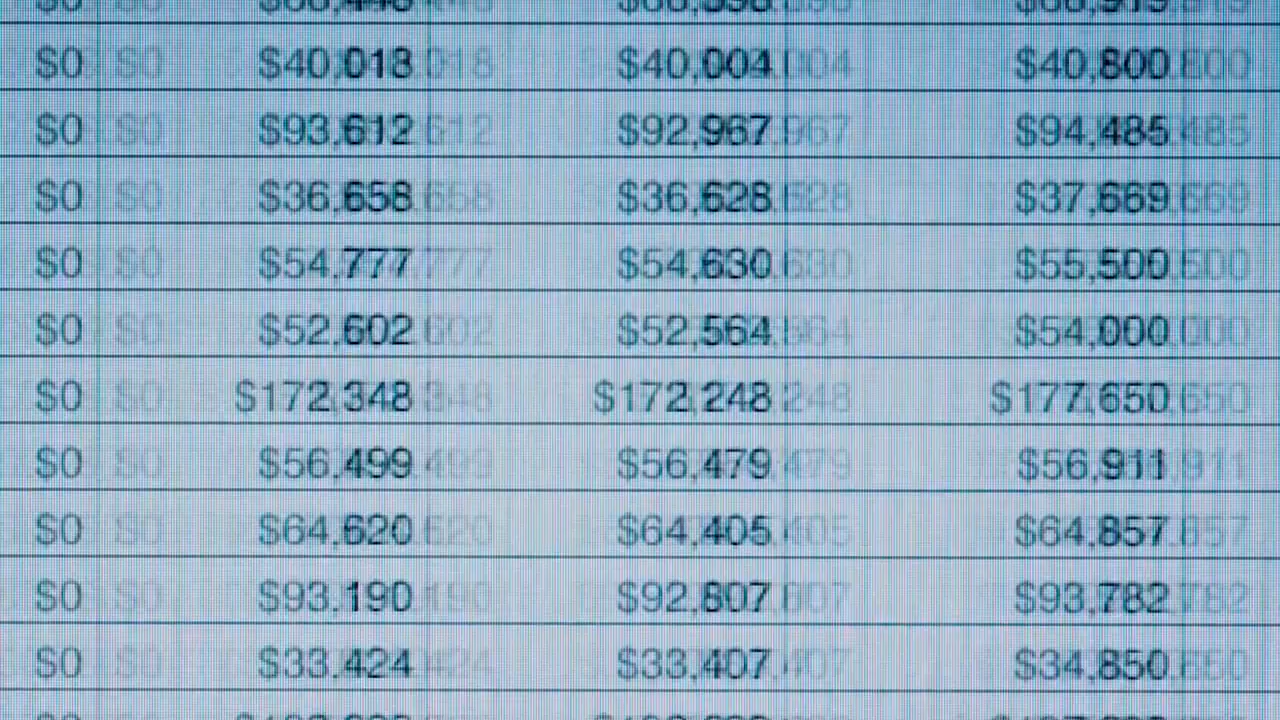 $0 $40,018 $40,004 $40,800
$0 $93,612 $92,967 $94,485
$0 $36,658 $36,628 $37,669
$0 $54,777 $54,630 $55,500
$0 $52,602 $52,564 $54,000
$0 $172,348 $172,248 $177,650
$0 $56,499 $56,479 $56,911
$0 $64,620 $64,405 $64,857
$0 $93,190 $92,807 $93,782
$0 $33,424 $33,407 $34,850